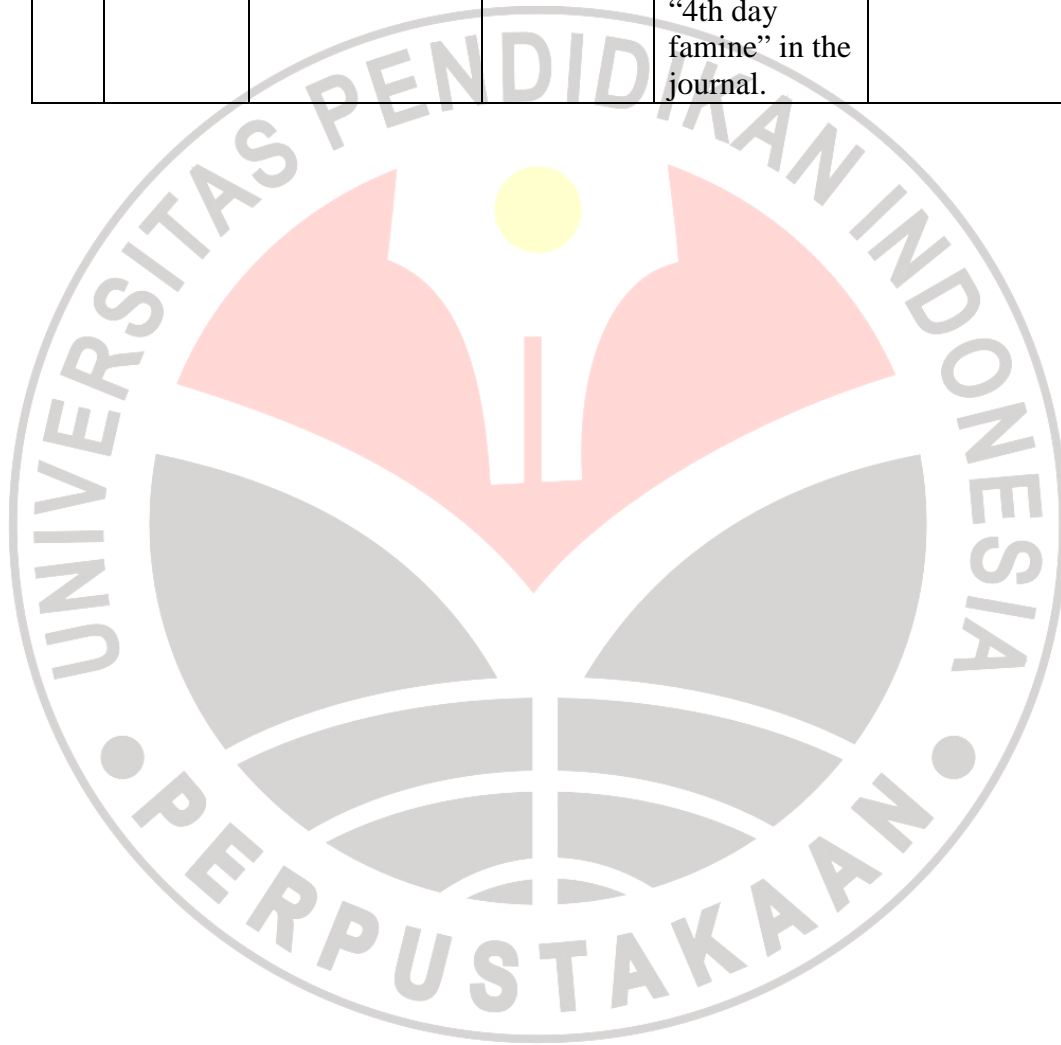 “4th day
famine” in the
journal.
UNIVERSITAS PENDIDIKAN INDONESIA
PERPUSTAKAAN